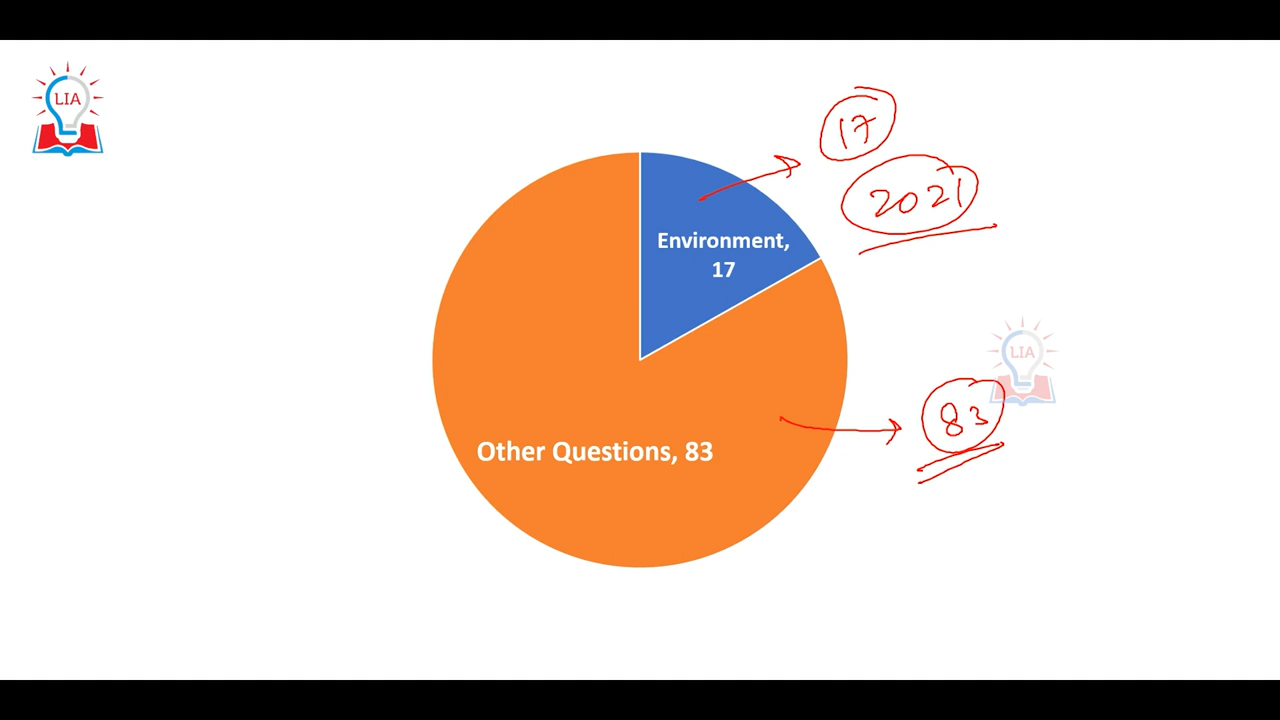 LIA
17
2021
Environment,
17
LIA
83
Other Questions, 83